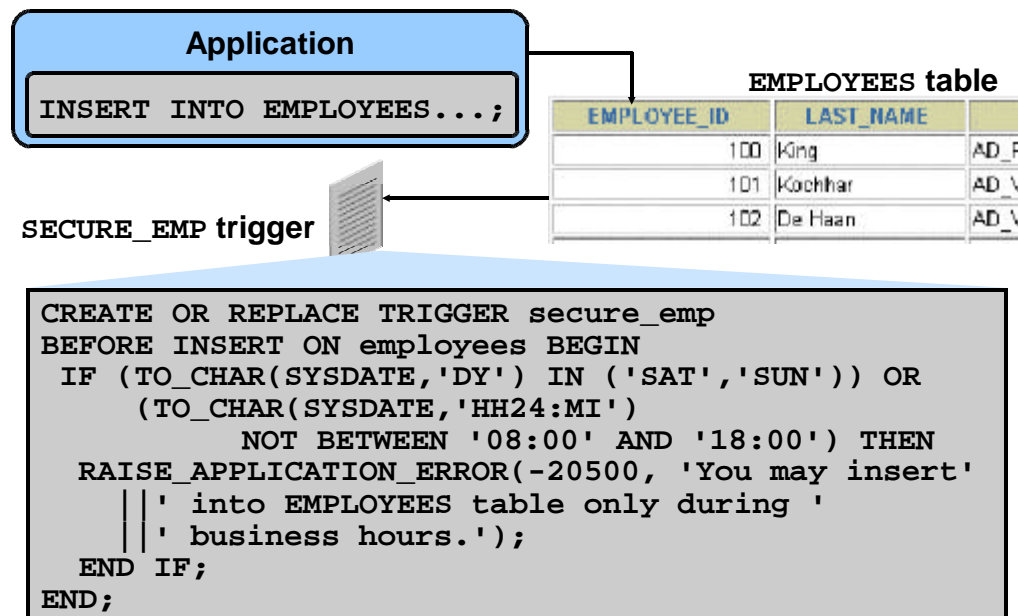 Application
INSERT INTO EMPLOYEES...;
EMPLOYEES table
EMPLOYEE_ID LAST_NAME
100 King
101 Kochhar AD_
102 De Haan AD_
SECURE_EMP trigger
CREATE OR REPLACE TRIGGER secure_emp
BEFORE INSERT ON employees BEGIN
IF (TO_CHAR(SYSDATE,'DY') IN ('SAT','SUN')) OR
(TO_CHAR(SYSDATE,'HH24:MI')
NOT BETWEEN '08:00' AND '18:00') THEN
RAISE_APPLICATION_ERROR(-20500, 'You may insert'
||' into EMPLOYEES table only during '
||' business hours.');
END IF;
END;